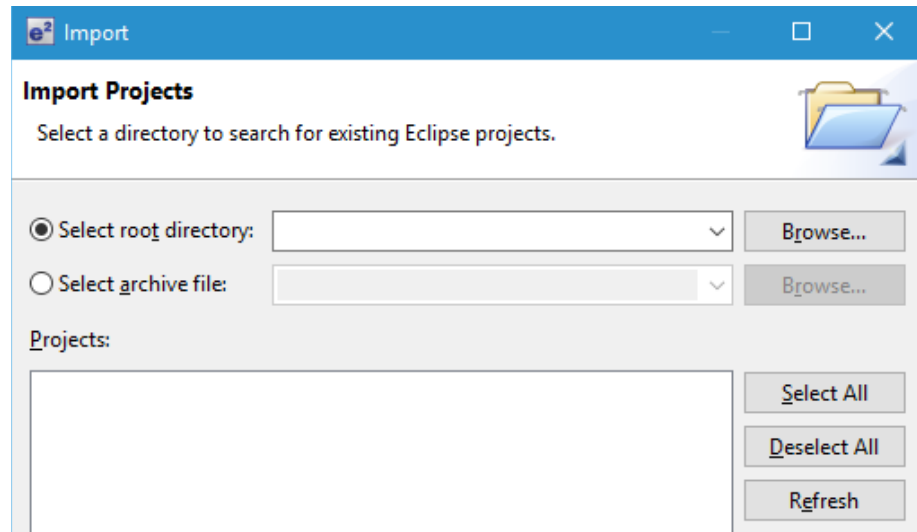 e² Import
Import Projects
Select a directory to search for existing Eclipse projects.
Select root directory:
Browse...
Select archive file:
Browse...
Projects:
Select All
Deselect All
Refresh